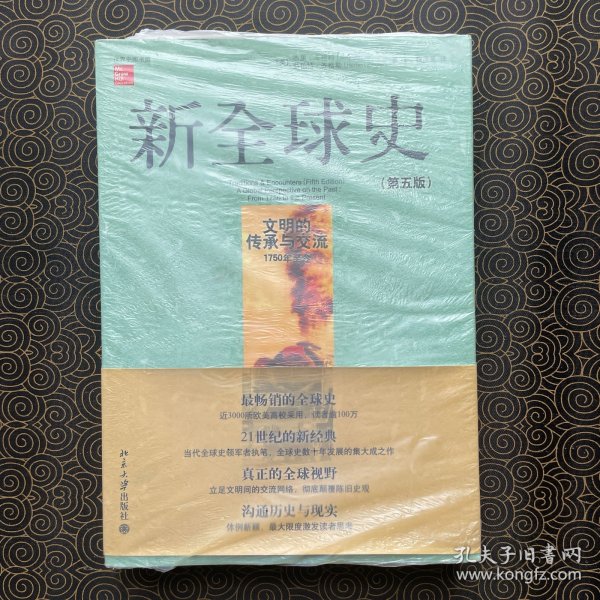 Mc
Graw
Hill
新全球史
(第五版)
Traditions & Encounters (Fifth Edition)
A Global Perspective on the Past
From 1750 to the Present
文明的
传承与交流
1750年至今
最畅销的全球史
近3000所欧美高校采用,读者逾100万
21世纪的新经典
当代全球史领军者执笔,全球史数十年发展的集大成之作
真正的全球视野
立足文明间的交流网络,彻底颠覆陈旧史观
沟通历史与现实
体例新颖,最大限度激发读者思考
北京大学出版社
孔夫子旧书网
www.kongfz.com